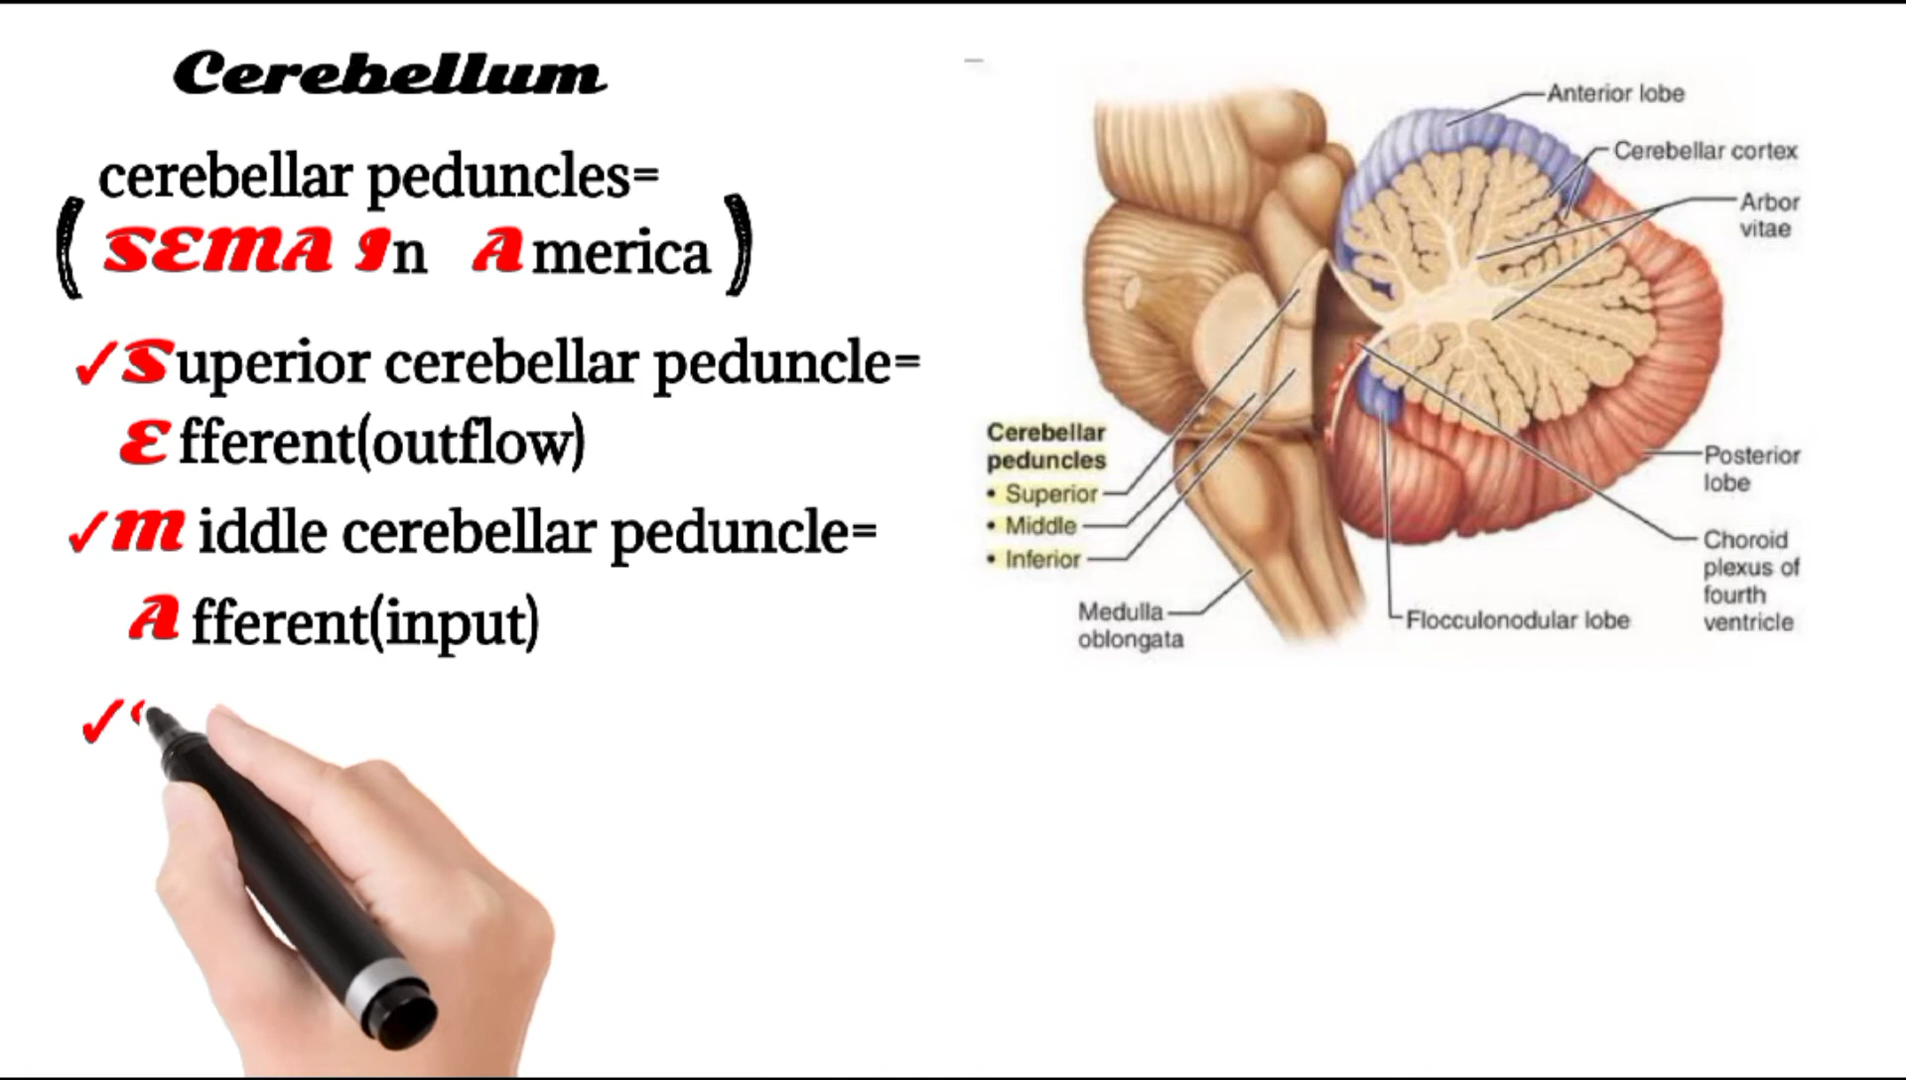 Cerebellum
cerebellar peduncles=
(SEMA In America)
✓Superior cerebellar peduncle=
Efferent(outflow)
✓Middle cerebellar peduncle=
Afferent(input)
✓
Anterior lobe
Cerebellar cortex
Arbor
vitae
Cerebellar
peduncles
• Superior
• Middle
• Inferior
Medulla
oblongata
Posterior
lobe
Choroid
plexus of
fourth
ventricle
Flocculonodular lobe